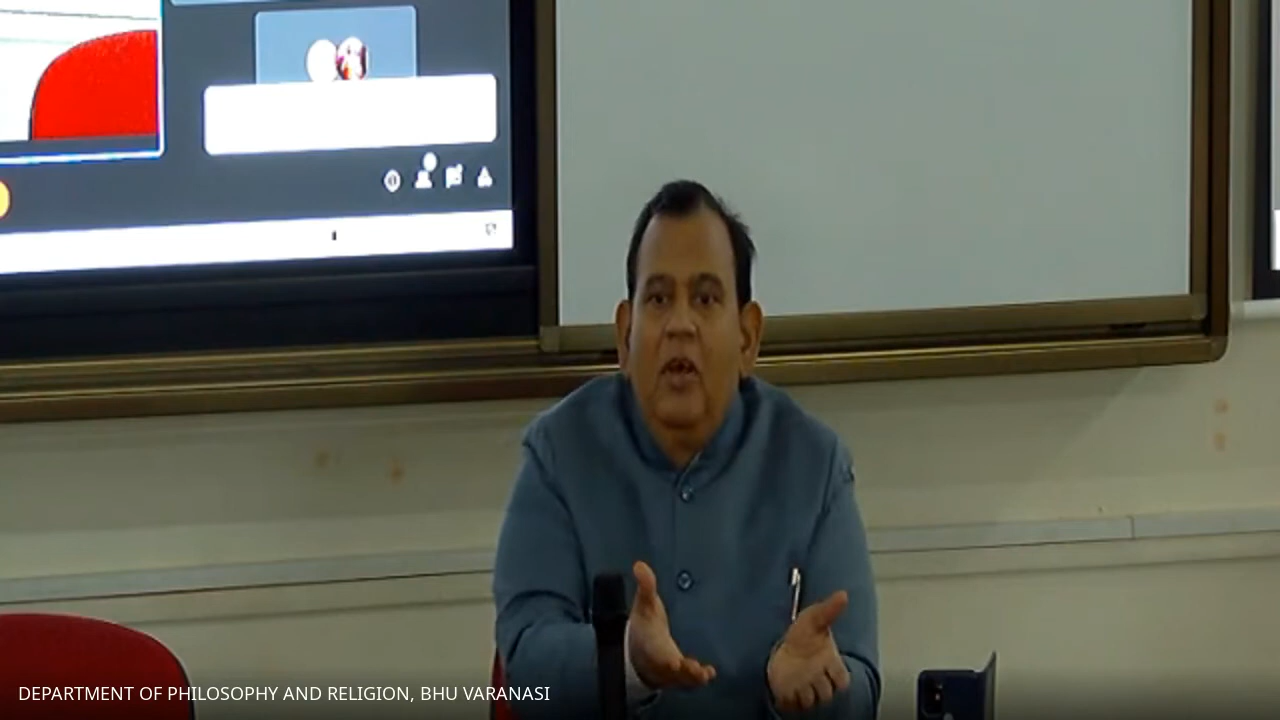 DEPARTMENT OF PHILOSOPHY AND RELIGION, BHU VARANASI